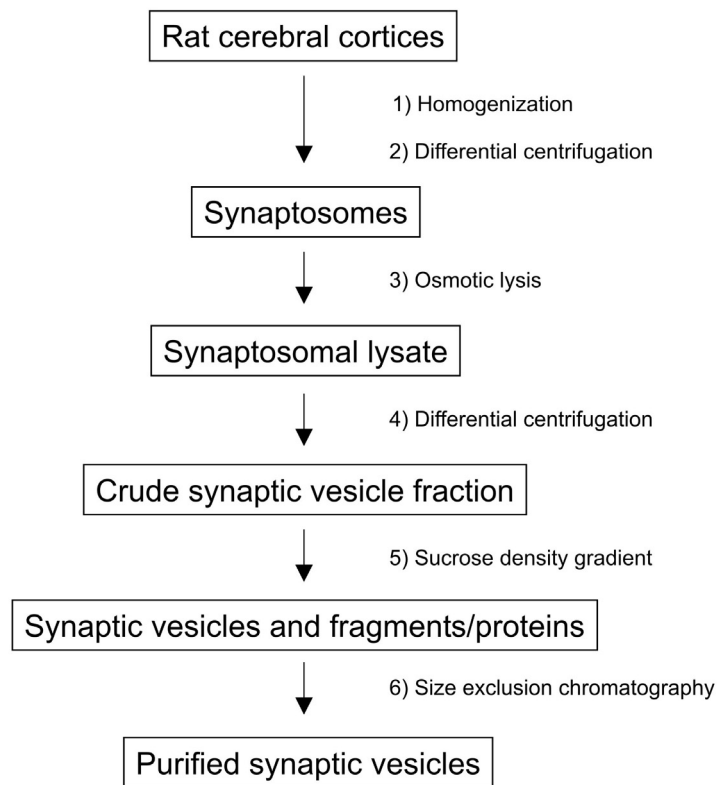 Rat cerebral cortices
1) Homogenization
2) Differential centrifugation
Synaptosomes
3) Osmotic lysis
Synaptosomal lysate
4) Differential centrifugation
Crude synaptic vesicle fraction
5) Sucrose density gradient
Synaptic vesicles and fragments/proteins
6) Size exclusion chromatography
Purified synaptic vesicles